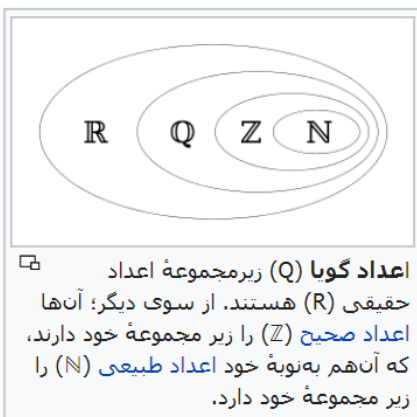 ℝ ℚ ℤ ℕ
اعداد گویا (Q) زیرمجموعهٔ اعداد
حقیقی (R) هستند. از سوی دیگر؛ آن‌ها
اعداد صحیح (ℤ) را زیر مجموعهٔ خود دارند،
که آن‌هم به‌نوبهٔ خود اعداد طبیعی (ℕ) را
زیر مجموعهٔ خود دارد.